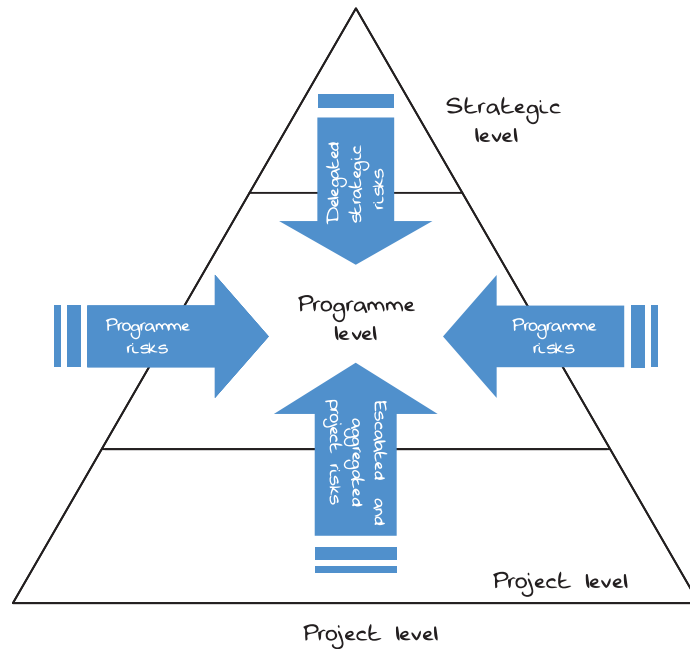 Strategic
level
Delegated
strategic
risks
Programme
level
Programme
risks
Programme
risks
Escalated and
aggregated
project risks
Project level
Project level